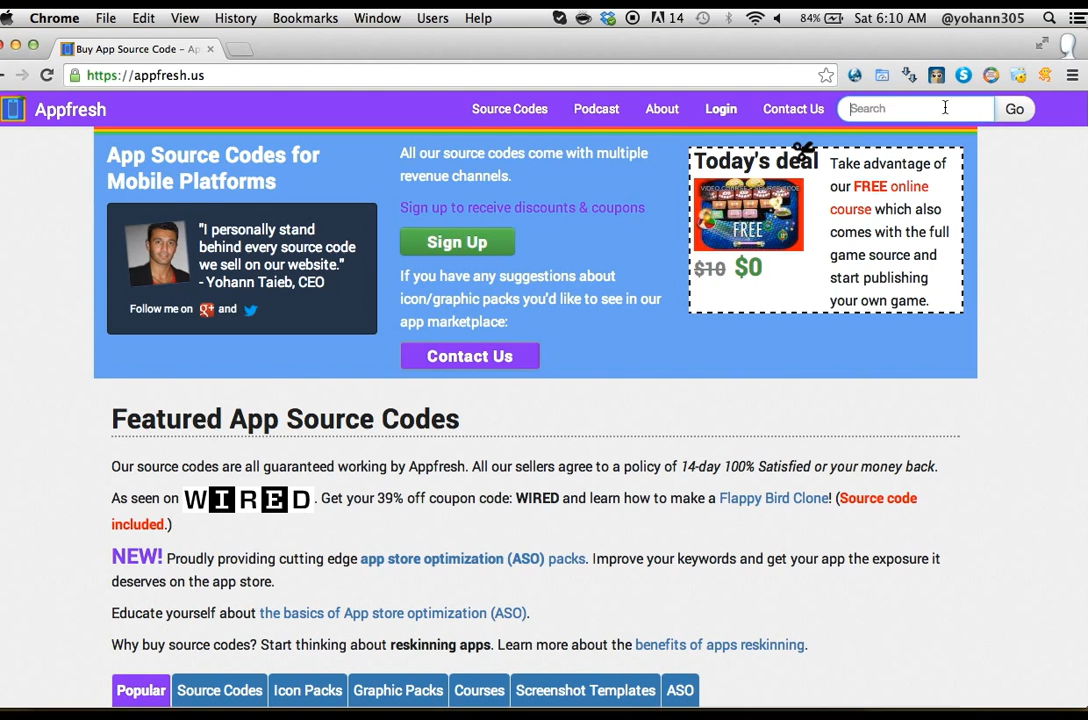 Chrome File Edit View History Bookmarks Window Users Help 14 84% Sat 6:10 AM @yohann305
Buy App Source Code – Ap
https://appfresh.us
Appfresh Source Codes Podcast About Login Contact Us Search Go
App Source Codes for
Mobile Platforms
"I personally stand
behind every source code
we sell on our website."
- Yohann Taieb, CEO
Follow me on and
All our source codes come with multiple
revenue channels.
Sign up to receive discounts & coupons
Sign Up
If you have any suggestions about
icon/graphic packs you'd like to see in our
app marketplace:
Contact Us
Today's deal
FREE
$10 $0
Take advantage of
our FREE online
course which also
comes with the full
game source and
start publishing
your own game.
Featured App Source Codes
Our source codes are all guaranteed working by Appfresh. All our sellers agree to a policy of 14-day 100% Satisfied or your money back.
As seen on WIRED. Get your 39% off coupon code: WIRED and learn how to make a Flappy Bird Clone! (Source code
included.)
NEW! Proudly providing cutting edge app store optimization (ASO) packs. Improve your keywords and get your app the exposure it
deserves on the app store.
Educate yourself about the basics of App store optimization (ASO).
Why buy source codes? Start thinking about reskinning apps. Learn more about the benefits of apps reskinning.
Popular Source Codes Icon Packs Graphic Packs Courses Screenshot Templates ASO